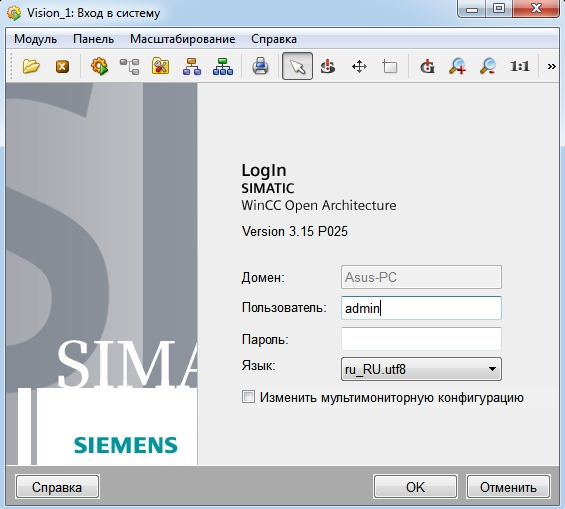 Vision_1: Вход в систему
Модуль Панель Масштабирование Справка
1:1 »
SI
LogIn
SIMATIC
WinCC Open Architecture
Version 3.15 P025
Домен: Asus-PC
Пользователь: admin
Пароль:
Язык: ru_RU.utf8
Изменить мультимониторную конфигурацию
SIMA
SIEMENS
Справка OK Отменить